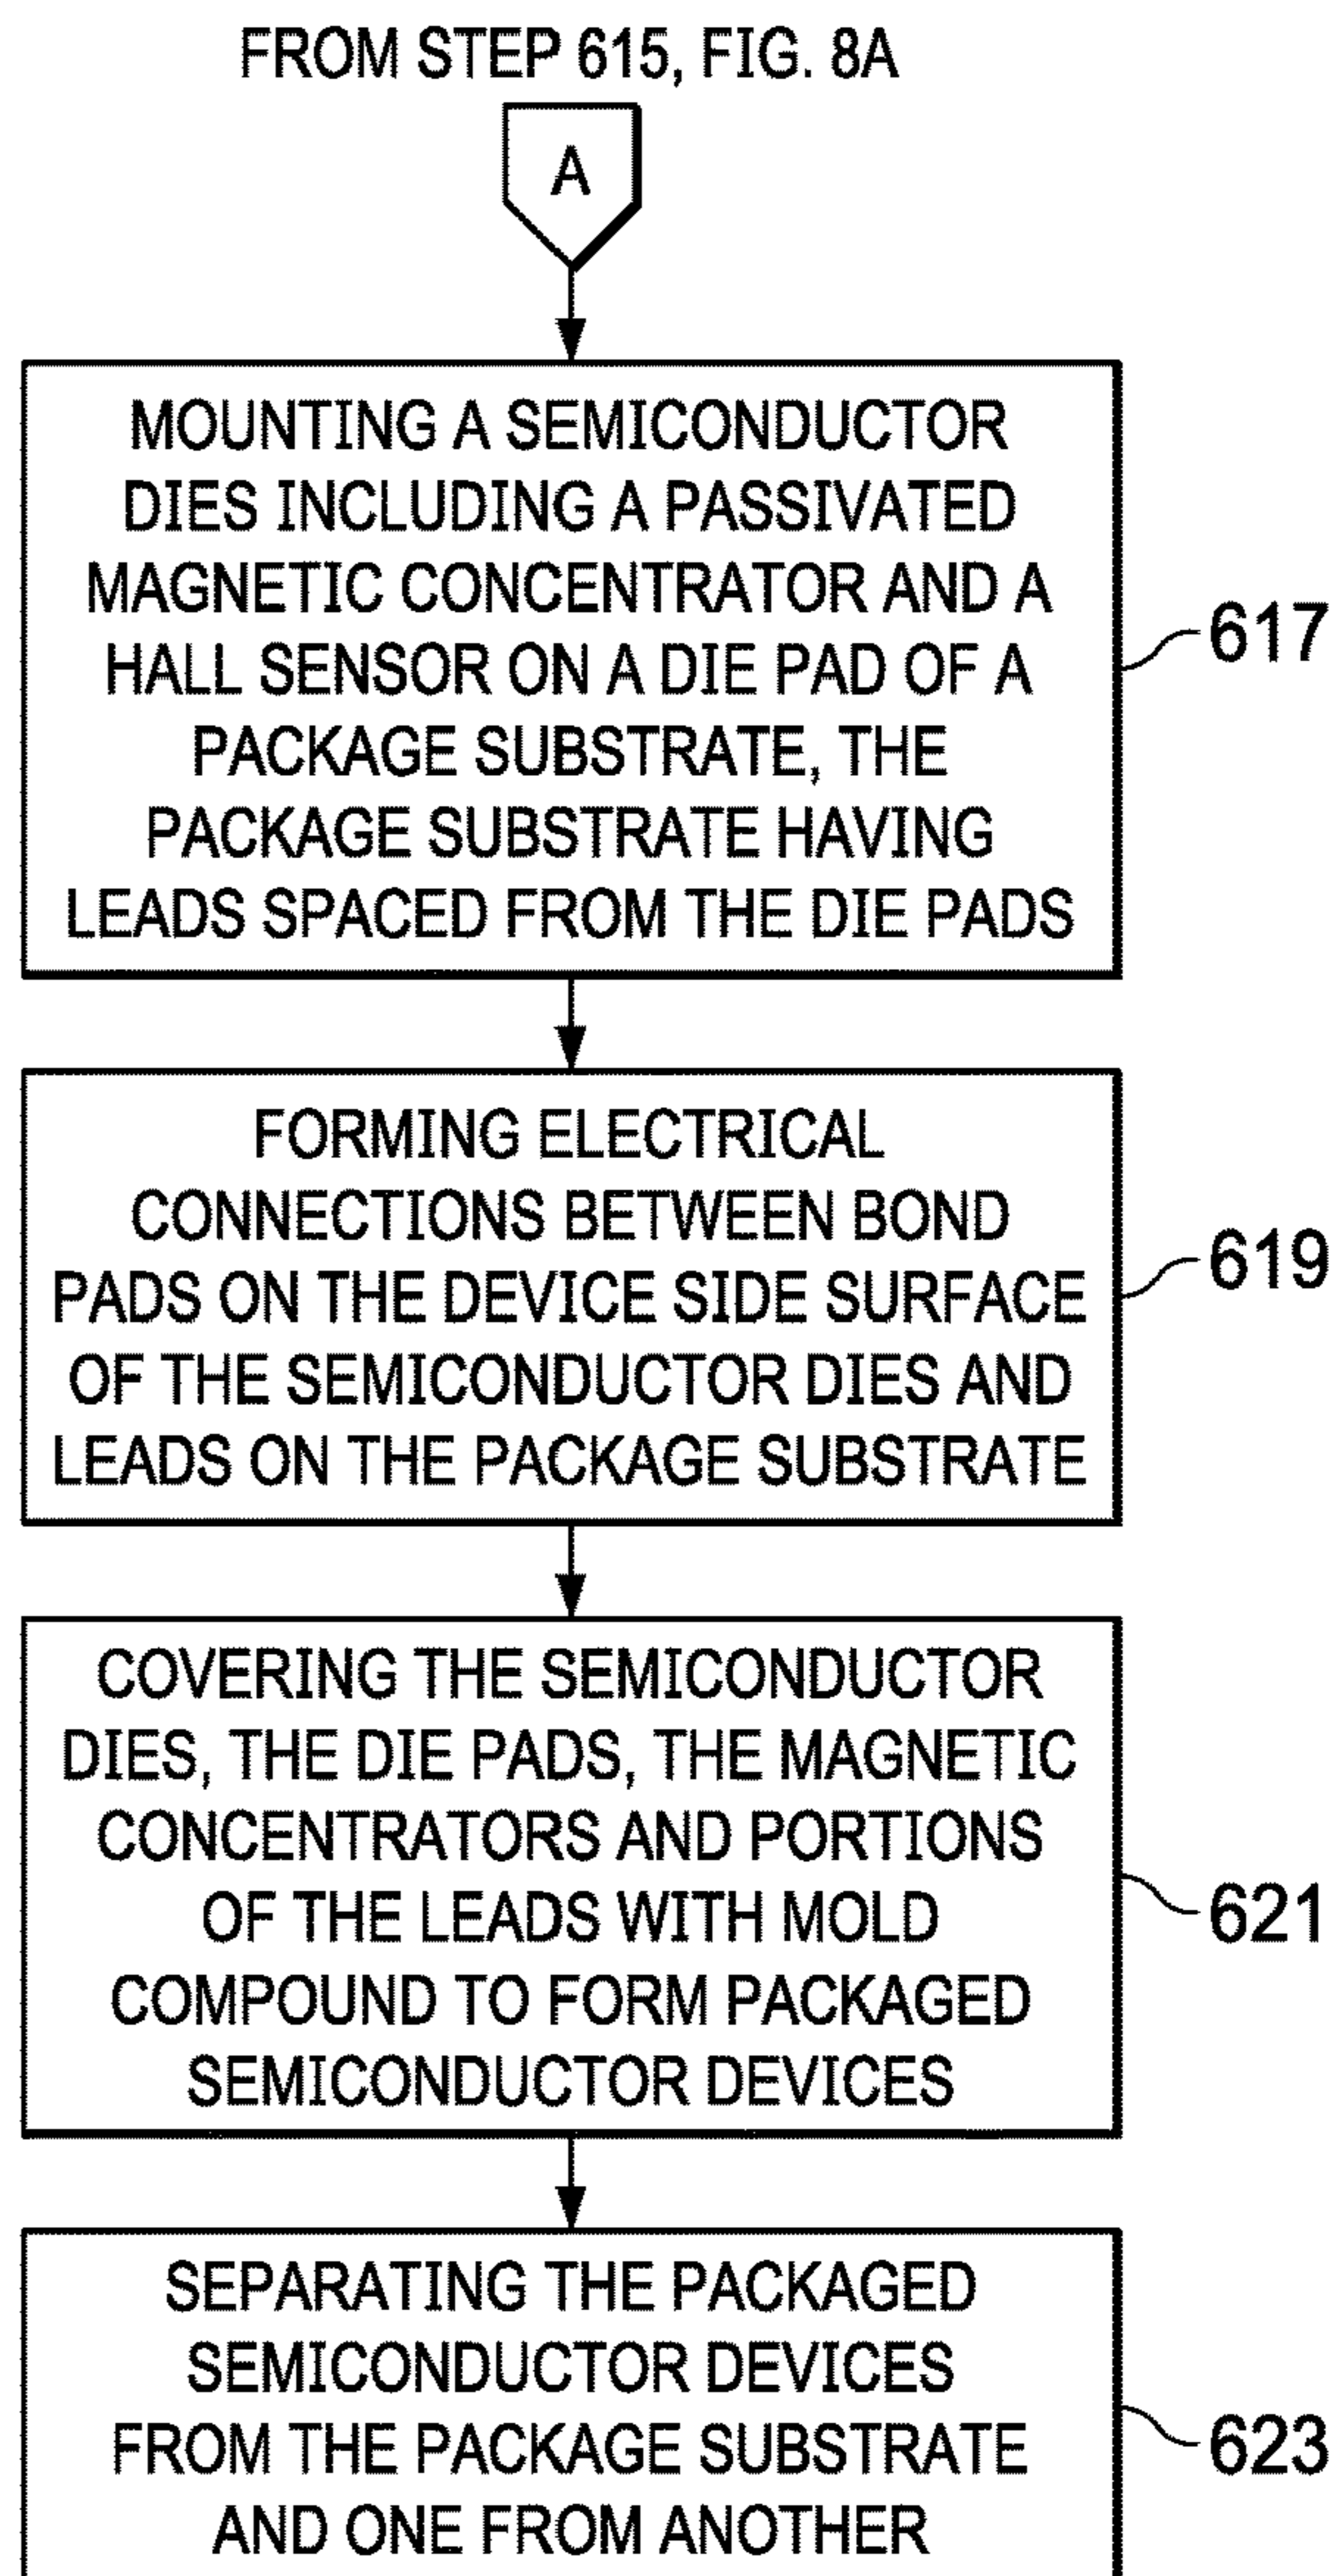 FROM STEP 615, FIG. 8A
A
MOUNTING A SEMICONDUCTOR
DIES INCLUDING A PASSIVATED
MAGNETIC CONCENTRATOR AND A
HALL SENSOR ON A DIE PAD OF A
PACKAGE SUBSTRATE, THE
PACKAGE SUBSTRATE HAVING
LEADS SPACED FROM THE DIE PADS
617
FORMING ELECTRICAL
CONNECTIONS BETWEEN BOND
PADS ON THE DEVICE SIDE SURFACE
OF THE SEMICONDUCTOR DIES AND
LEADS ON THE PACKAGE SUBSTRATE
619
COVERING THE SEMICONDUCTOR
DIES, THE DIE PADS, THE MAGNETIC
CONCENTRATORS AND PORTIONS
OF THE LEADS WITH MOLD
COMPOUND TO FORM PACKAGED
SEMICONDUCTOR DEVICES
621
SEPARATING THE PACKAGED
SEMICONDUCTOR DEVICES
FROM THE PACKAGE SUBSTRATE
AND ONE FROM ANOTHER
623